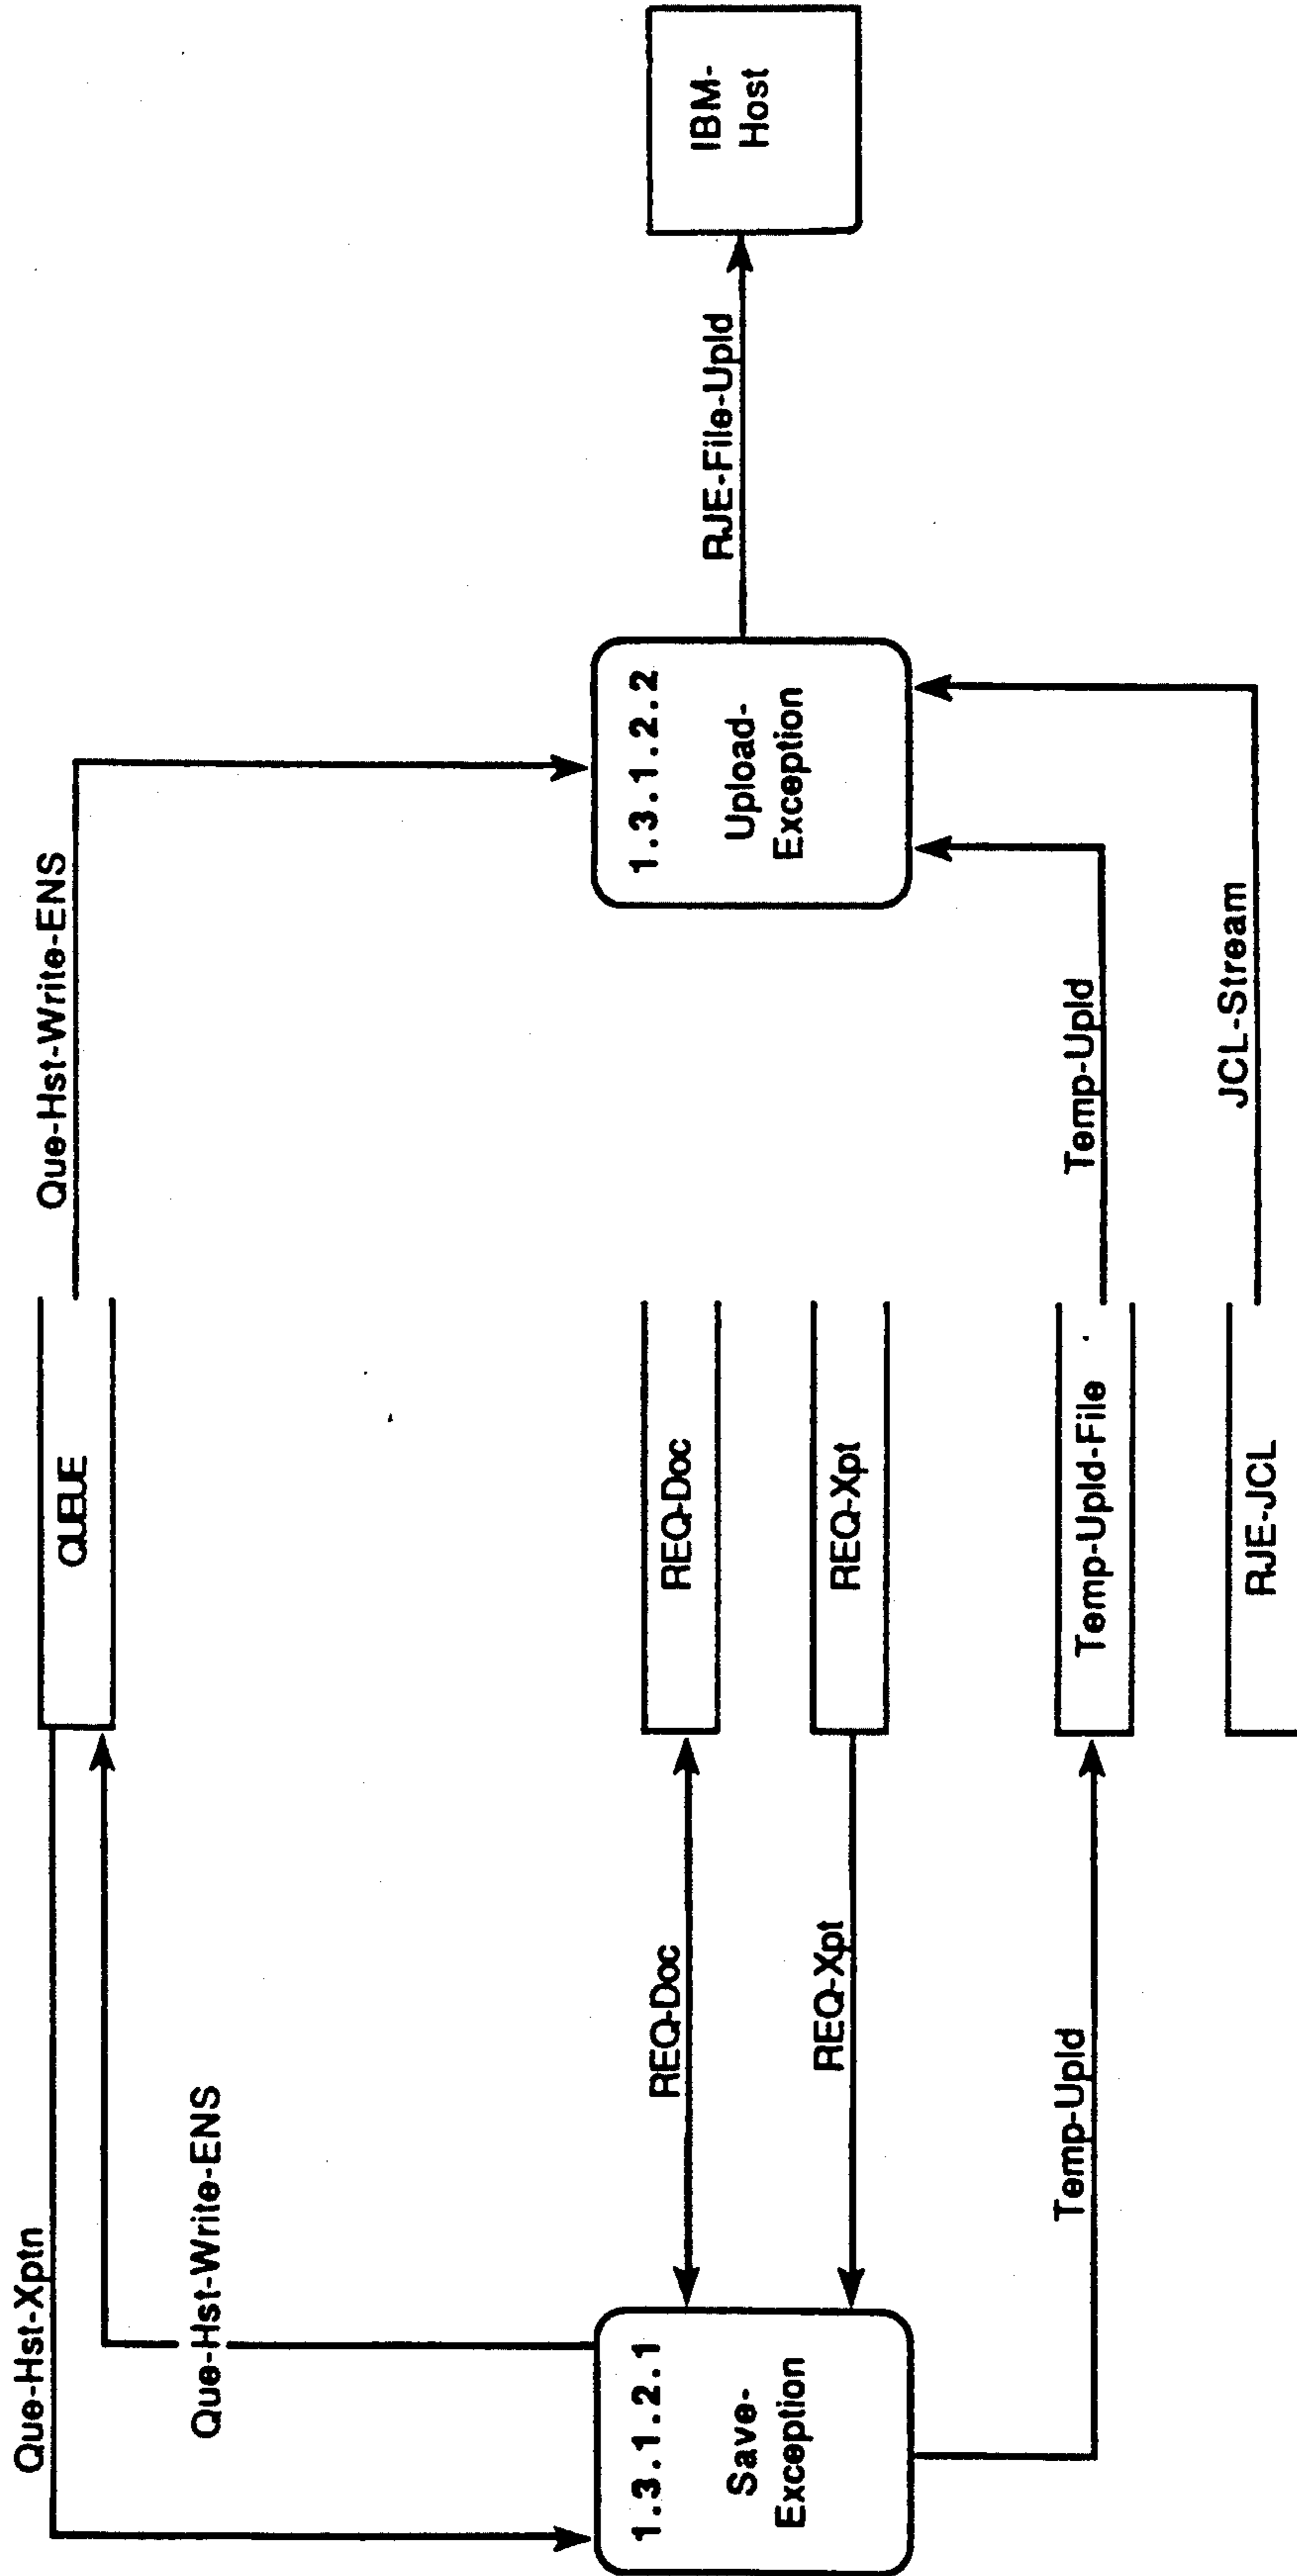 Que-Hst-Xptn
Que-Hst-Write-ENS
QUEUE
Que-Hst-Write-ENS
1.3.1.2.1
Save-
Exception
REQ-Doc
REQ-Doc
REQ-Xpt
REQ-Xpt
1.3.1.2.2
Upload-
Exception
RJE-File-Upld
IBM-
Host
Temp-Upld
Temp-Upld-File
Temp-Upld
RJE-JCL
JCL-Stream